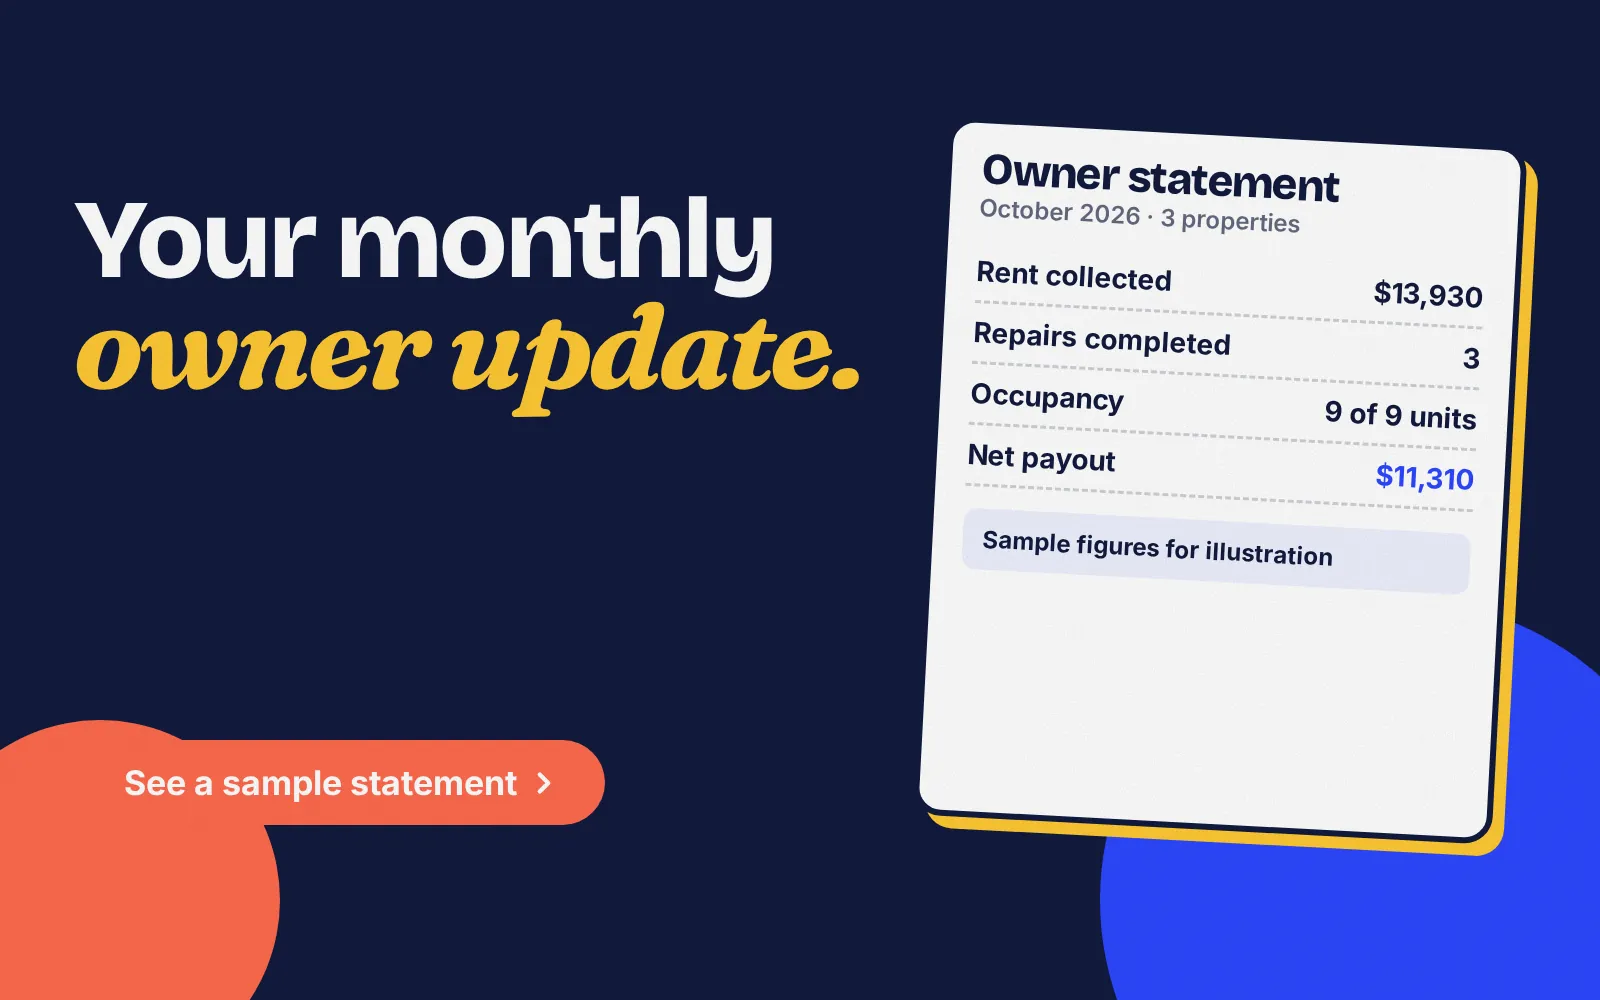 Your monthly
owner update.
See a sample statement
Owner statement
October 2026 · 3 properties
Rent collected $13,930
Repairs completed 3
Occupancy 9 of 9 units
Net payout $11,310
Sample figures for illustration